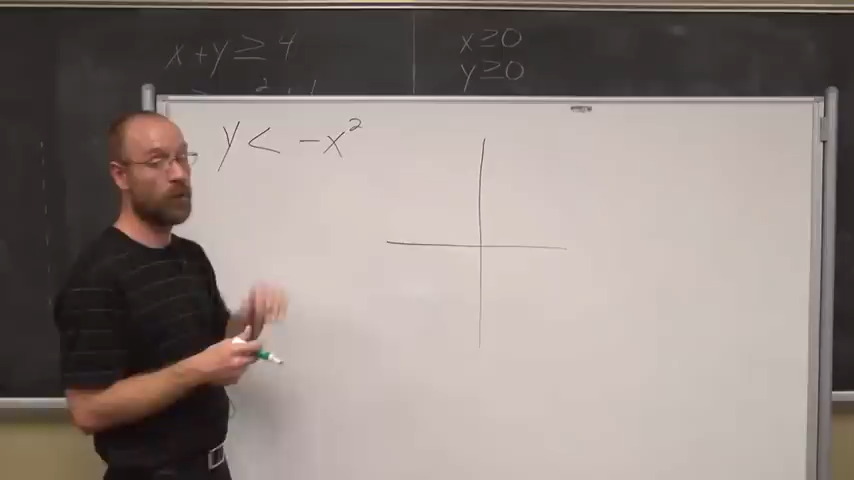 x + y ≥ 4
x ≥ 0
y ≥ 0
y < -x²